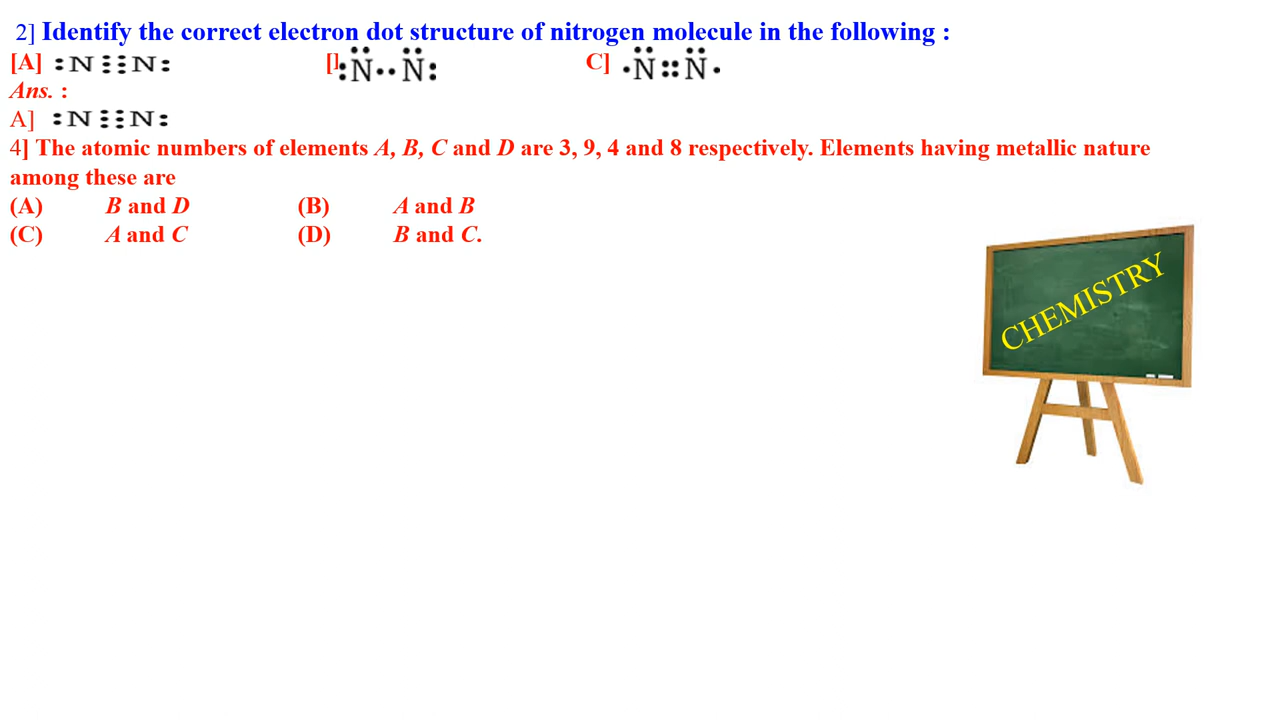 2] Identify the correct electron dot structure of nitrogen molecule in the following :
[A] :N⋮⋮⋮N: [] :N̈··N̈: C] ·N̈::N̈·
Ans. :
A] :N⋮⋮⋮N:
4] The atomic numbers of elements A, B, C and D are 3, 9, 4 and 8 respectively. Elements having metallic nature
among these are
(A) B and D (B) A and B
(C) A and C (D) B and C.
CHEMISTRY